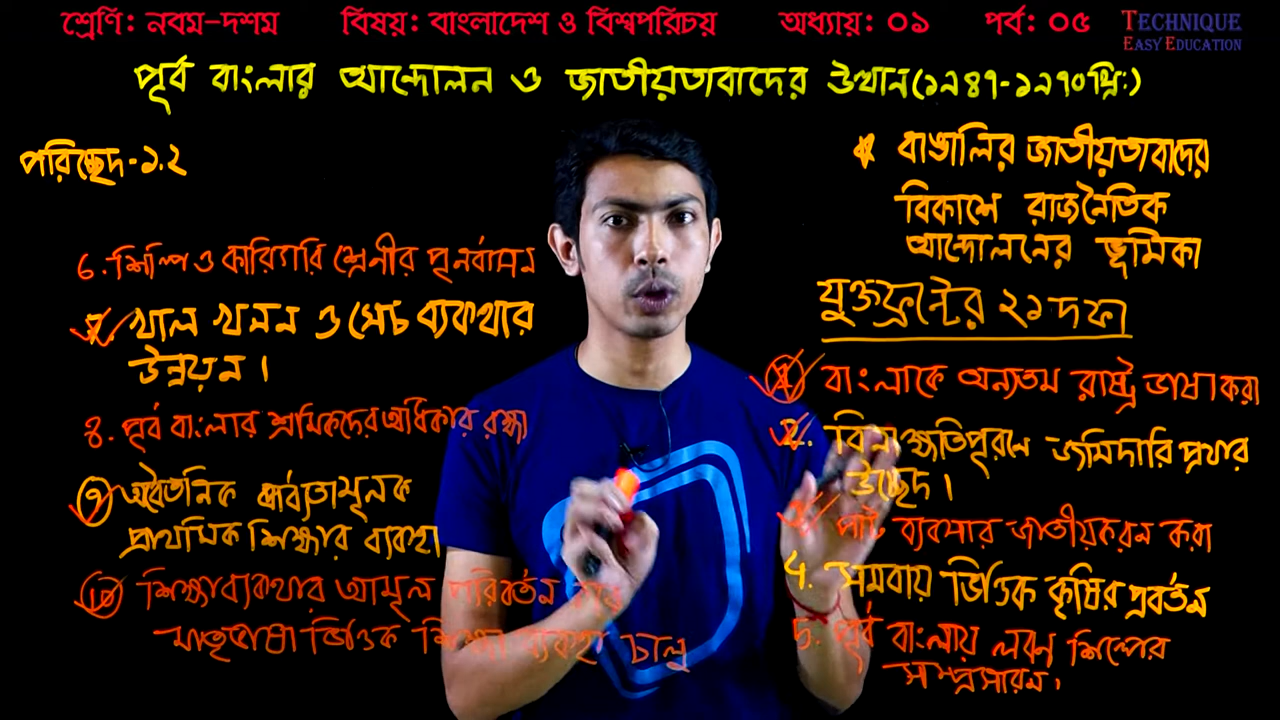 শ্রেণি: নবম-দশম বিষয়: বাংলাদেশ ও বিশ্বপরিচয় অধ্যায়: ০১ পর্ব: ০৫
TECHNIQUE
EASY EDUCATION
পূর্ব বাংলার আন্দোলন ও জাতীয়তাবাদের উত্থান(১৯৪৭-১৯৭০খ্রি:)
পরিচ্ছেদ-১.২
৬. শিল্প ও কারিগরি শ্রেনীর পূনর্বাসন
খাল খনন ও সেচ ব্যবস্থার
উন্নয়ন।
৪. পূর্ব বাংলার শ্রমিকদের অধিকার রক্ষা
৯ অবৈতনিক বাধ্যতামূলক
প্রাথমিক শিক্ষার ব্যবস্থা
১০ শিক্ষাব্যবস্থার আমূল পরিবর্তন
মাতৃভাষা ভিত্তিক শিক্ষা ব্যবস্থা চালু
* বাঙালির জাতীয়তাবাদের
বিকাশে রাজনৈতিক
আন্দোলনের ভূমিকা
যুক্তফ্রন্টের ২১ দফা
১. বাংলাকে অন্যতম রাষ্ট্র ভাষা করা
২. বিনা ক্ষতিপূরণে জমিদারি প্রথার
উচ্ছেদ।
৩. পাট ব্যবসার জাতীয়করন করা
৪. সমবায় ভিত্তিক কৃষির প্রবর্তন
৫. পূর্ব বাংলায় লবণ শিল্পের
সম্প্রসারন।